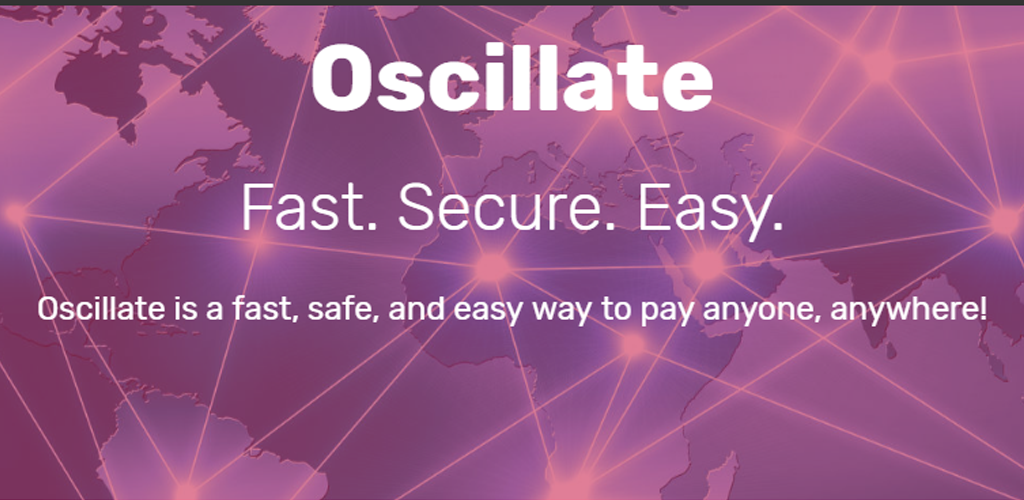 Oscillate
Fast. Secure. Easy.
Oscillate is a fast, safe, and easy way to pay anyone, anywhere!